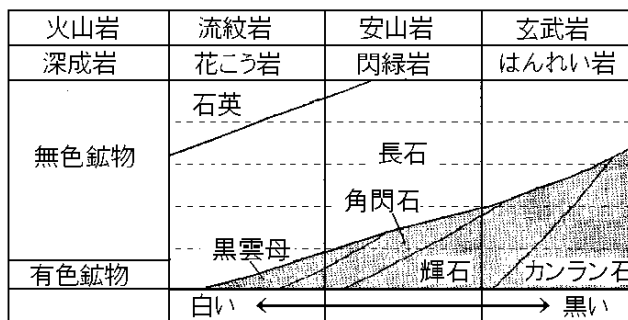 火山岩 流紋岩 安山岩 玄武岩
深成岩 花こう岩 閃緑岩 はんれい岩
石英
無色鉱物 長石
角閃石
黒雲母
有色鉱物 輝石 カンラン石
白い 黒い